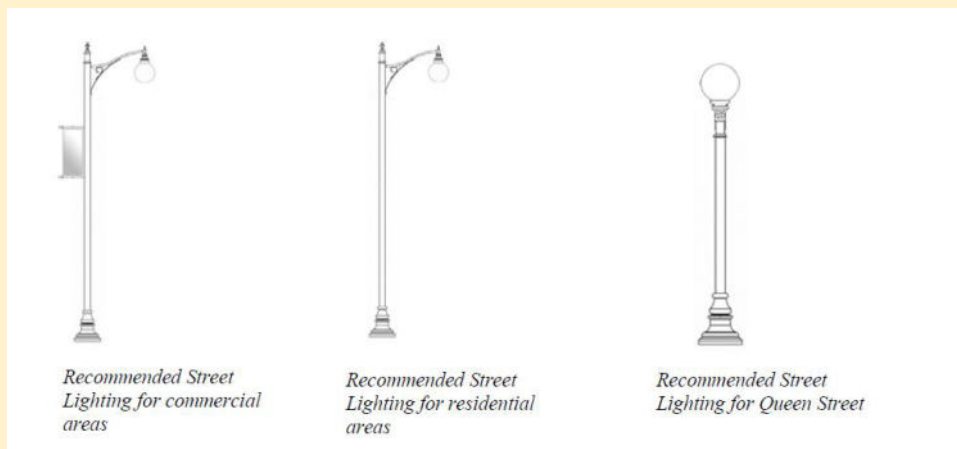 Recommended Street
Lighting for commercial
areas
Recommended Street
Lighting for residential
areas
Recommended Street
Lighting for Queen Street